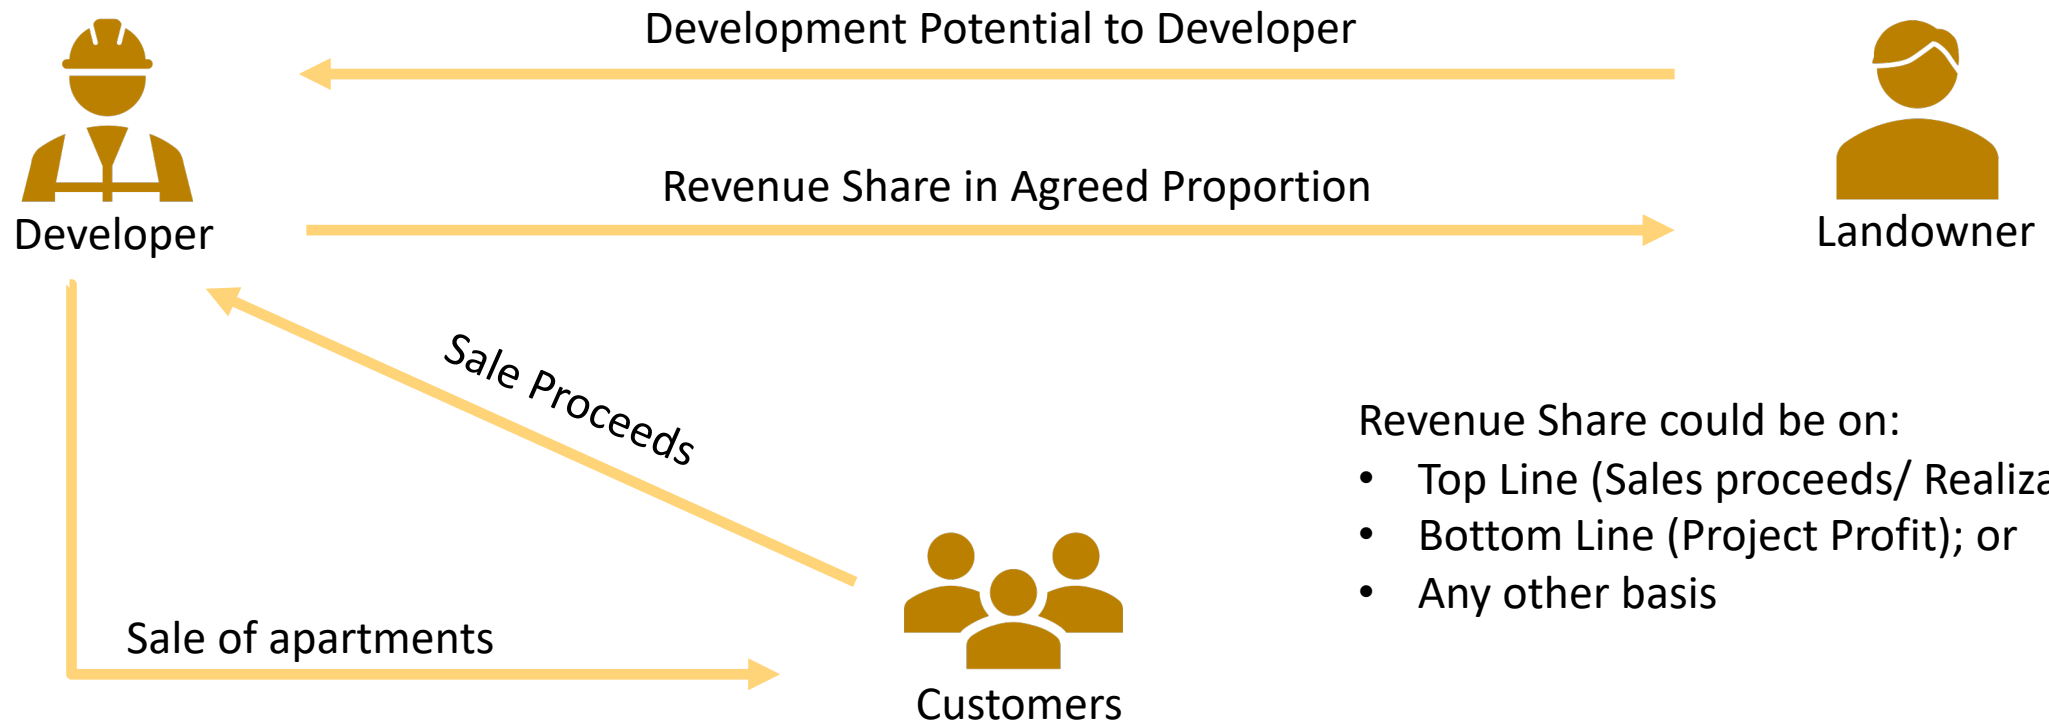 Development Potential to Developer
Revenue Share in Agreed Proportion
Developer
Landowner
Sale Proceeds
Revenue Share could be on:
• Top Line (Sales proceeds/
• Bottom Line (Project Profit); or
• Any other basis
Sale of apartments
Customers